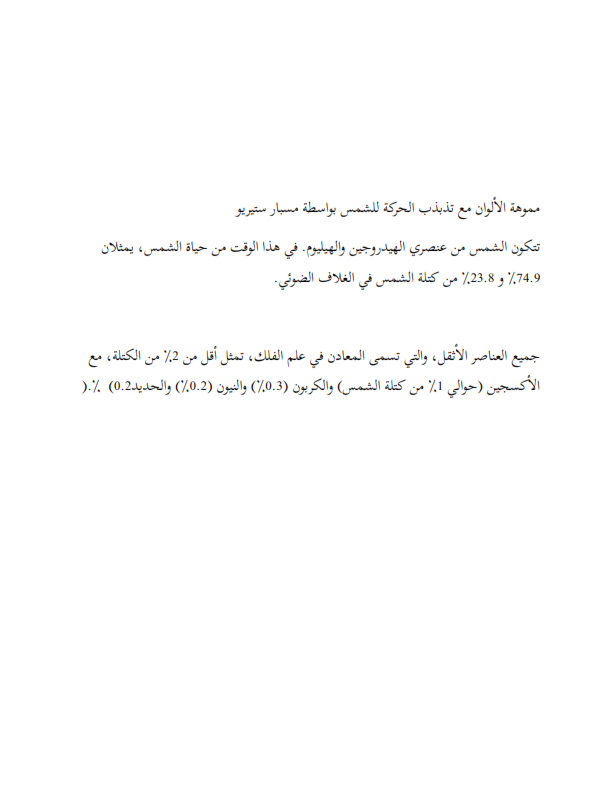 مموهة الألوان مع تذبذب الحركة للشمس بواسطة مسبار ستيريو
تتكون الشمس من عنصري الهيدروجين والهيليوم. في هذا الوقت من حياة الشمس، يمثلان
74.9٪ و 23.8٪ من كتلة الشمس في الغلاف الضوئي.
جميع العناصر الأثقل، والتي تسمى المعادن في علم الفلك، تمثل أقل من 2٪ من الكتلة، مع
الأكسجين (حوالي 1٪ من كتلة الشمس) والكربون (0.3٪) والنيون (0.2٪) والحديد0.2)  ٪.(